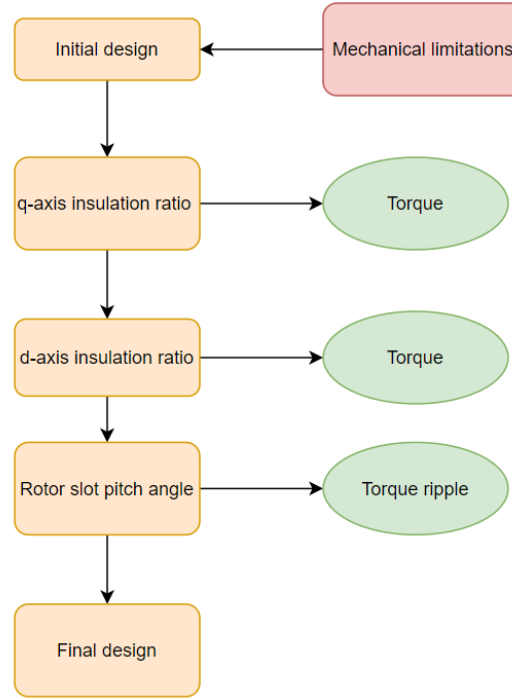 Initial design
Mechanical limitations
q-axis insulation ratio
Torque
d-axis insulation ratio
Torque
Rotor slot pitch angle
Torque ripple
Final design